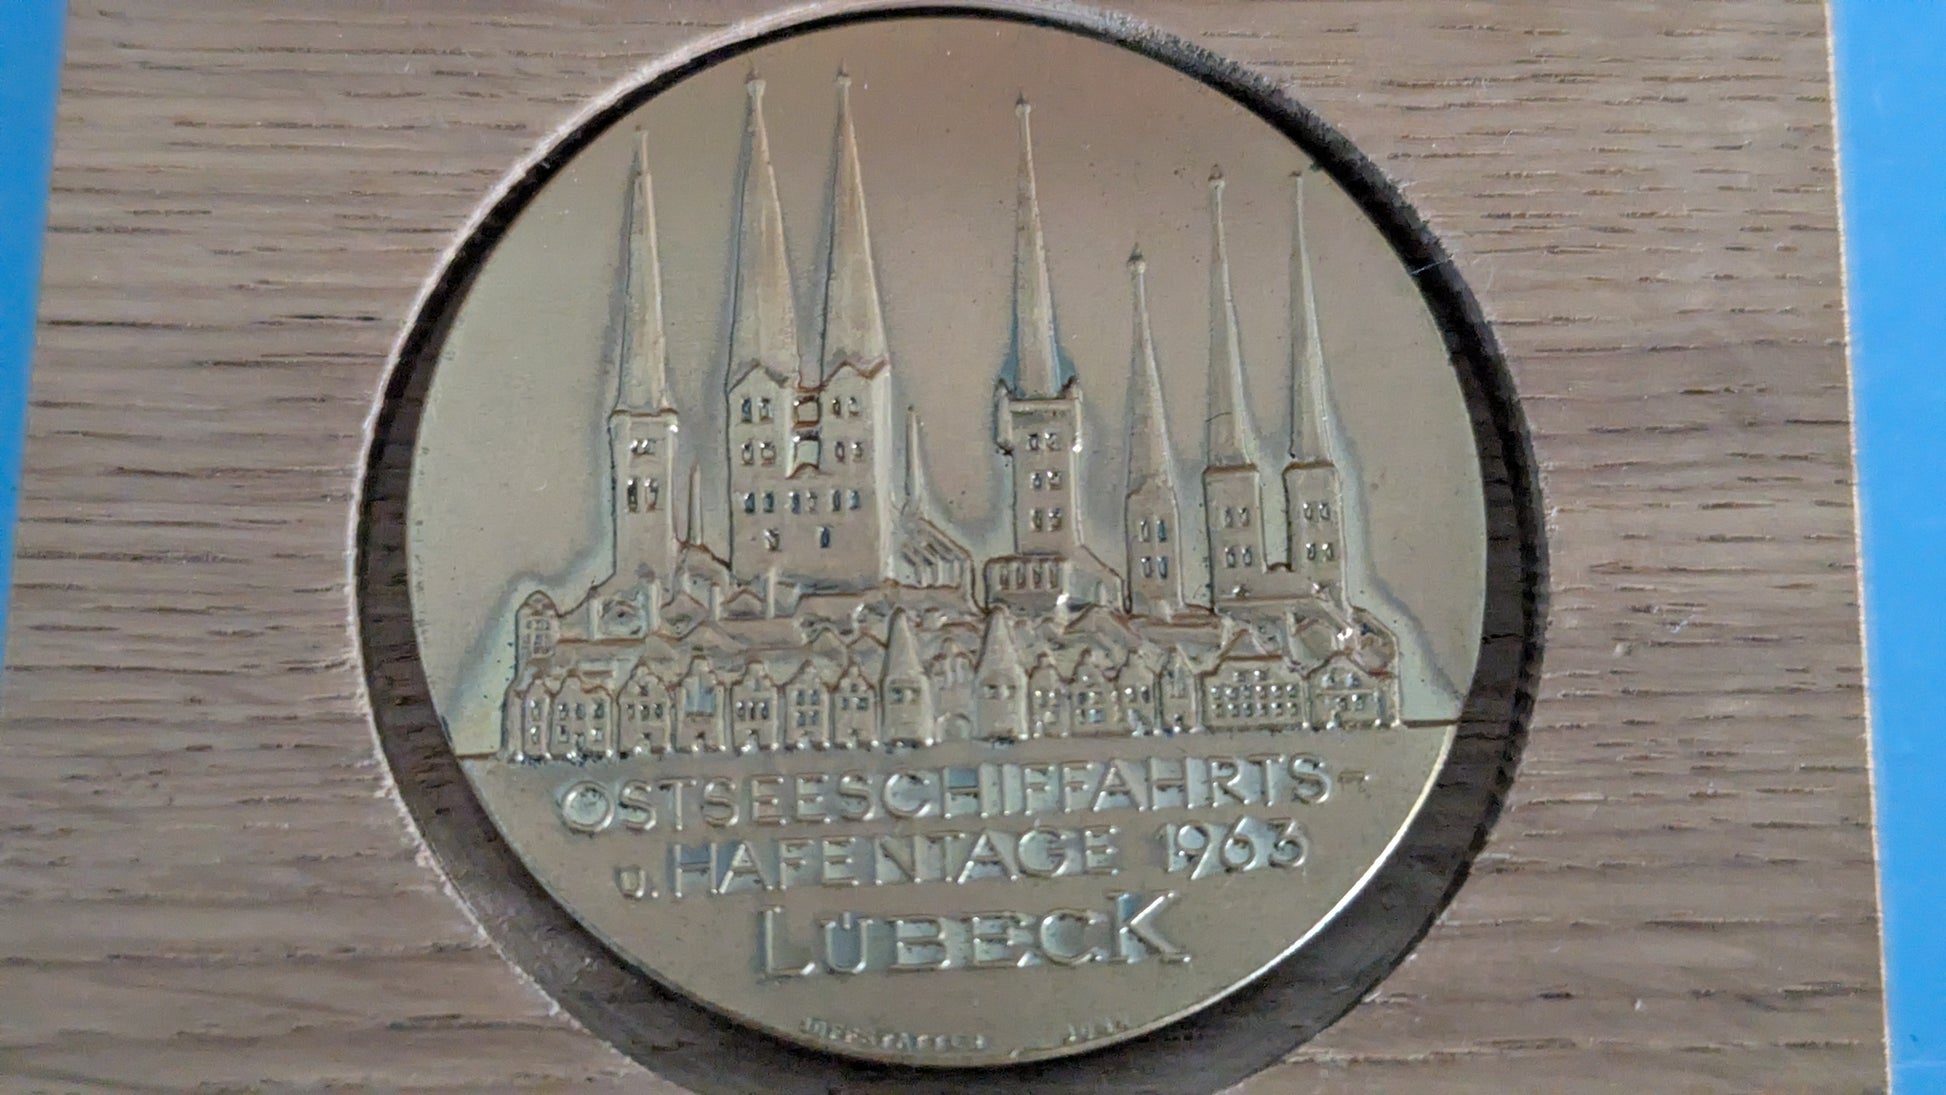 OSTSEESCHIFFAHRTS-
U. HAFENTAGE 1963
LÜBECK